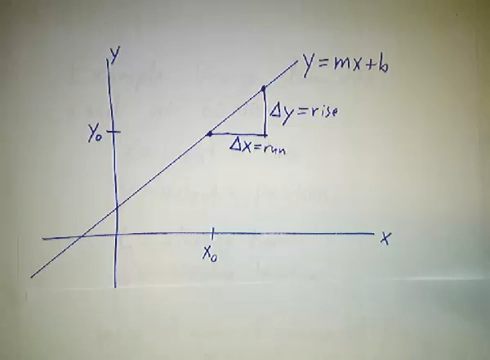 y
y = mx + b
Δy = rise
y₀
Δx = run
x
x₀